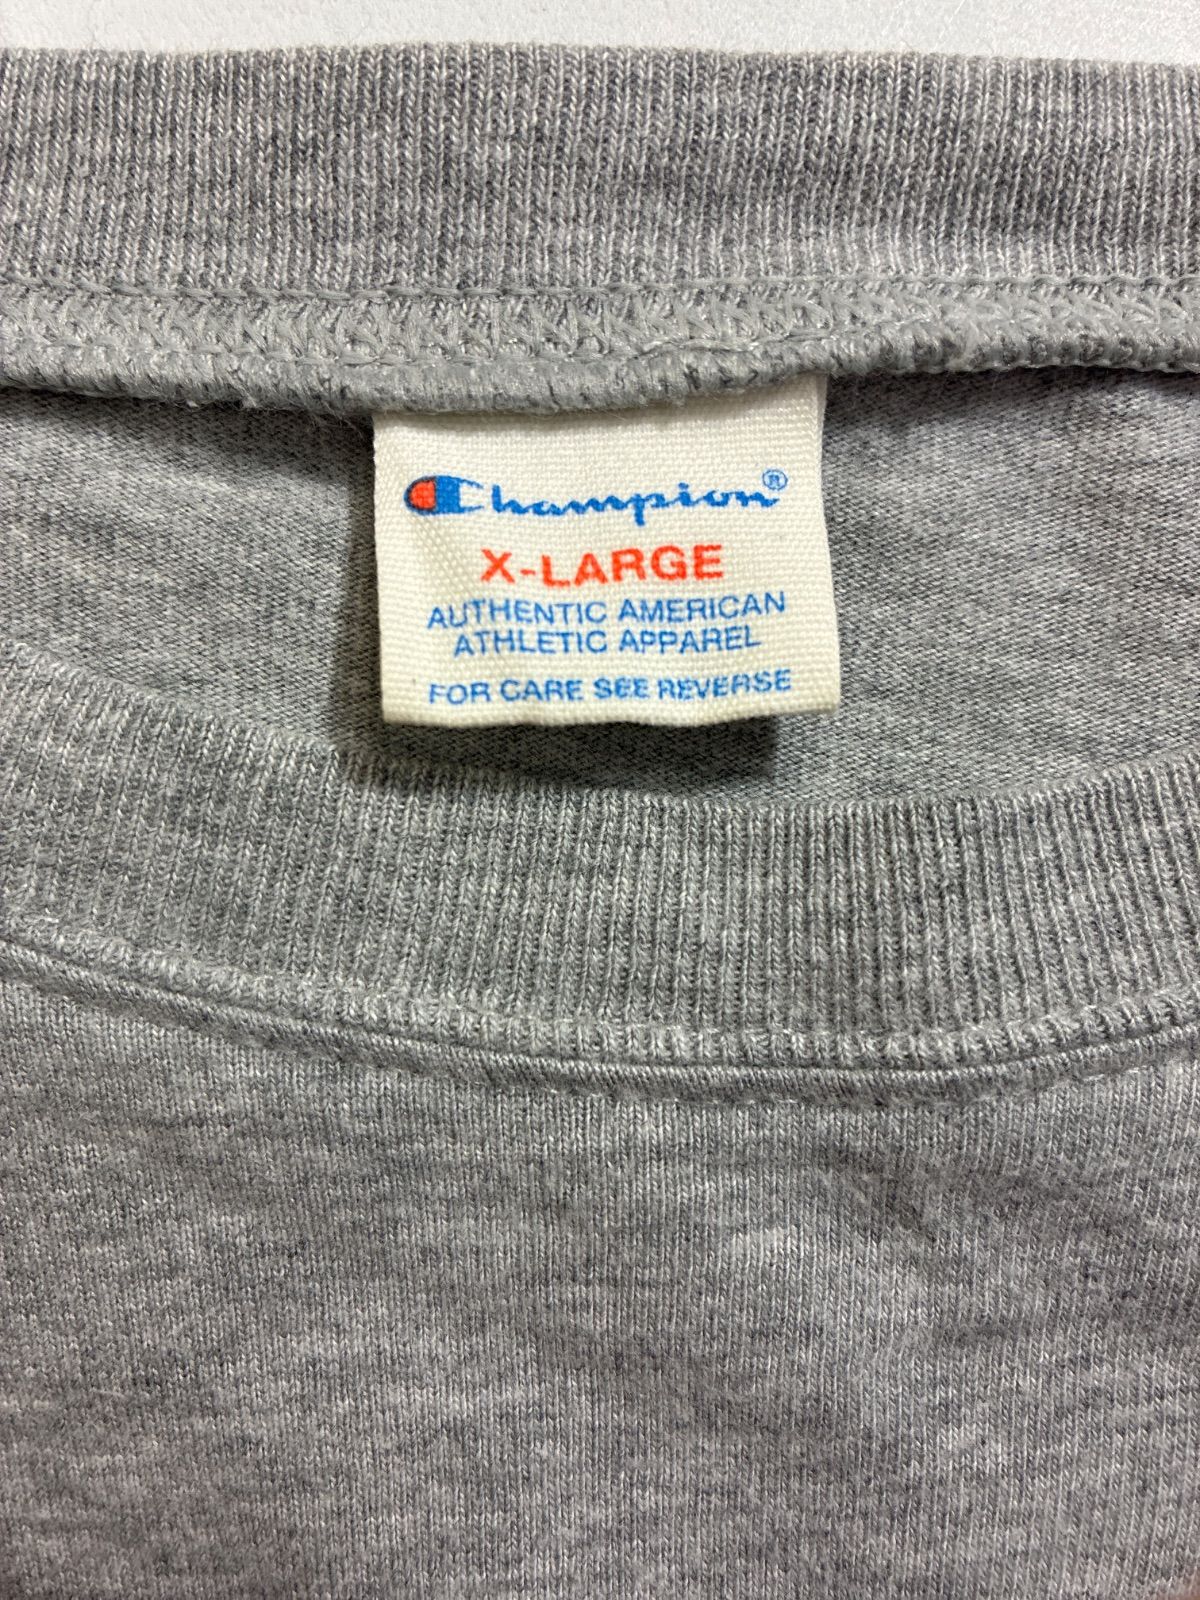 Champion®
X-LARGE
AUTHENTIC AMERICAN
ATHLETIC APPAREL
FOR CARE SEE REVERSE